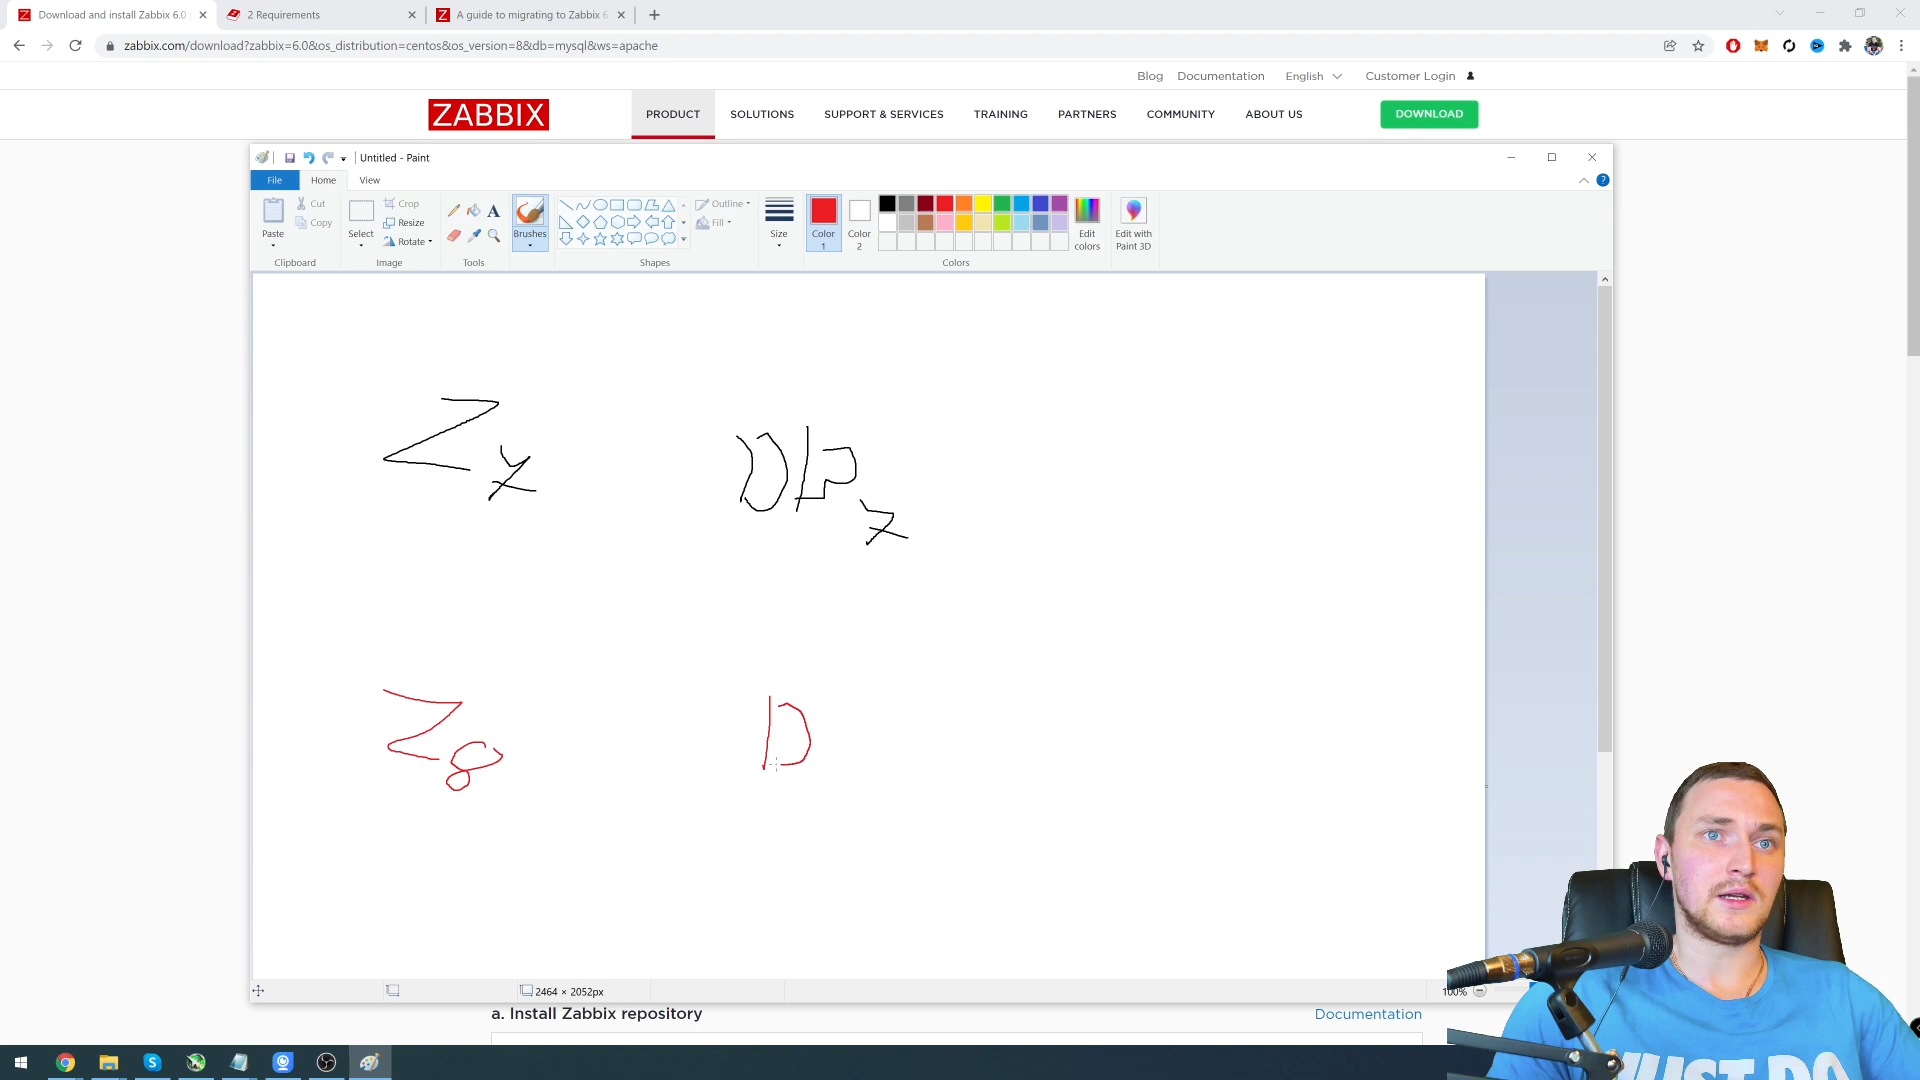 Download and install Zabbix 6.0
2 Requirements
A guide to migrating to Zabbix 6
zabbix.com/download?zabbix=6.0&os_distribution=centos&os_version=8&db=mysql&ws=apache
Blog Documentation English Customer Login
ZABBIX PRODUCT SOLUTIONS SUPPORT & SERVICES TRAINING PARTNERS COMMUNITY ABOUT US DOWNLOAD
Untitled - Paint
File Home View
Paste Cut Copy Select Crop Resize Rotate Brushes Outline Fill Size Color 1 Color 2 Edit colors Edit with Paint 3D
Clipboard Image Tools Shapes Colors
Z
Z8 D
2464 × 2052px 100%
a. Install Zabbix repository Documentation
JUST DO